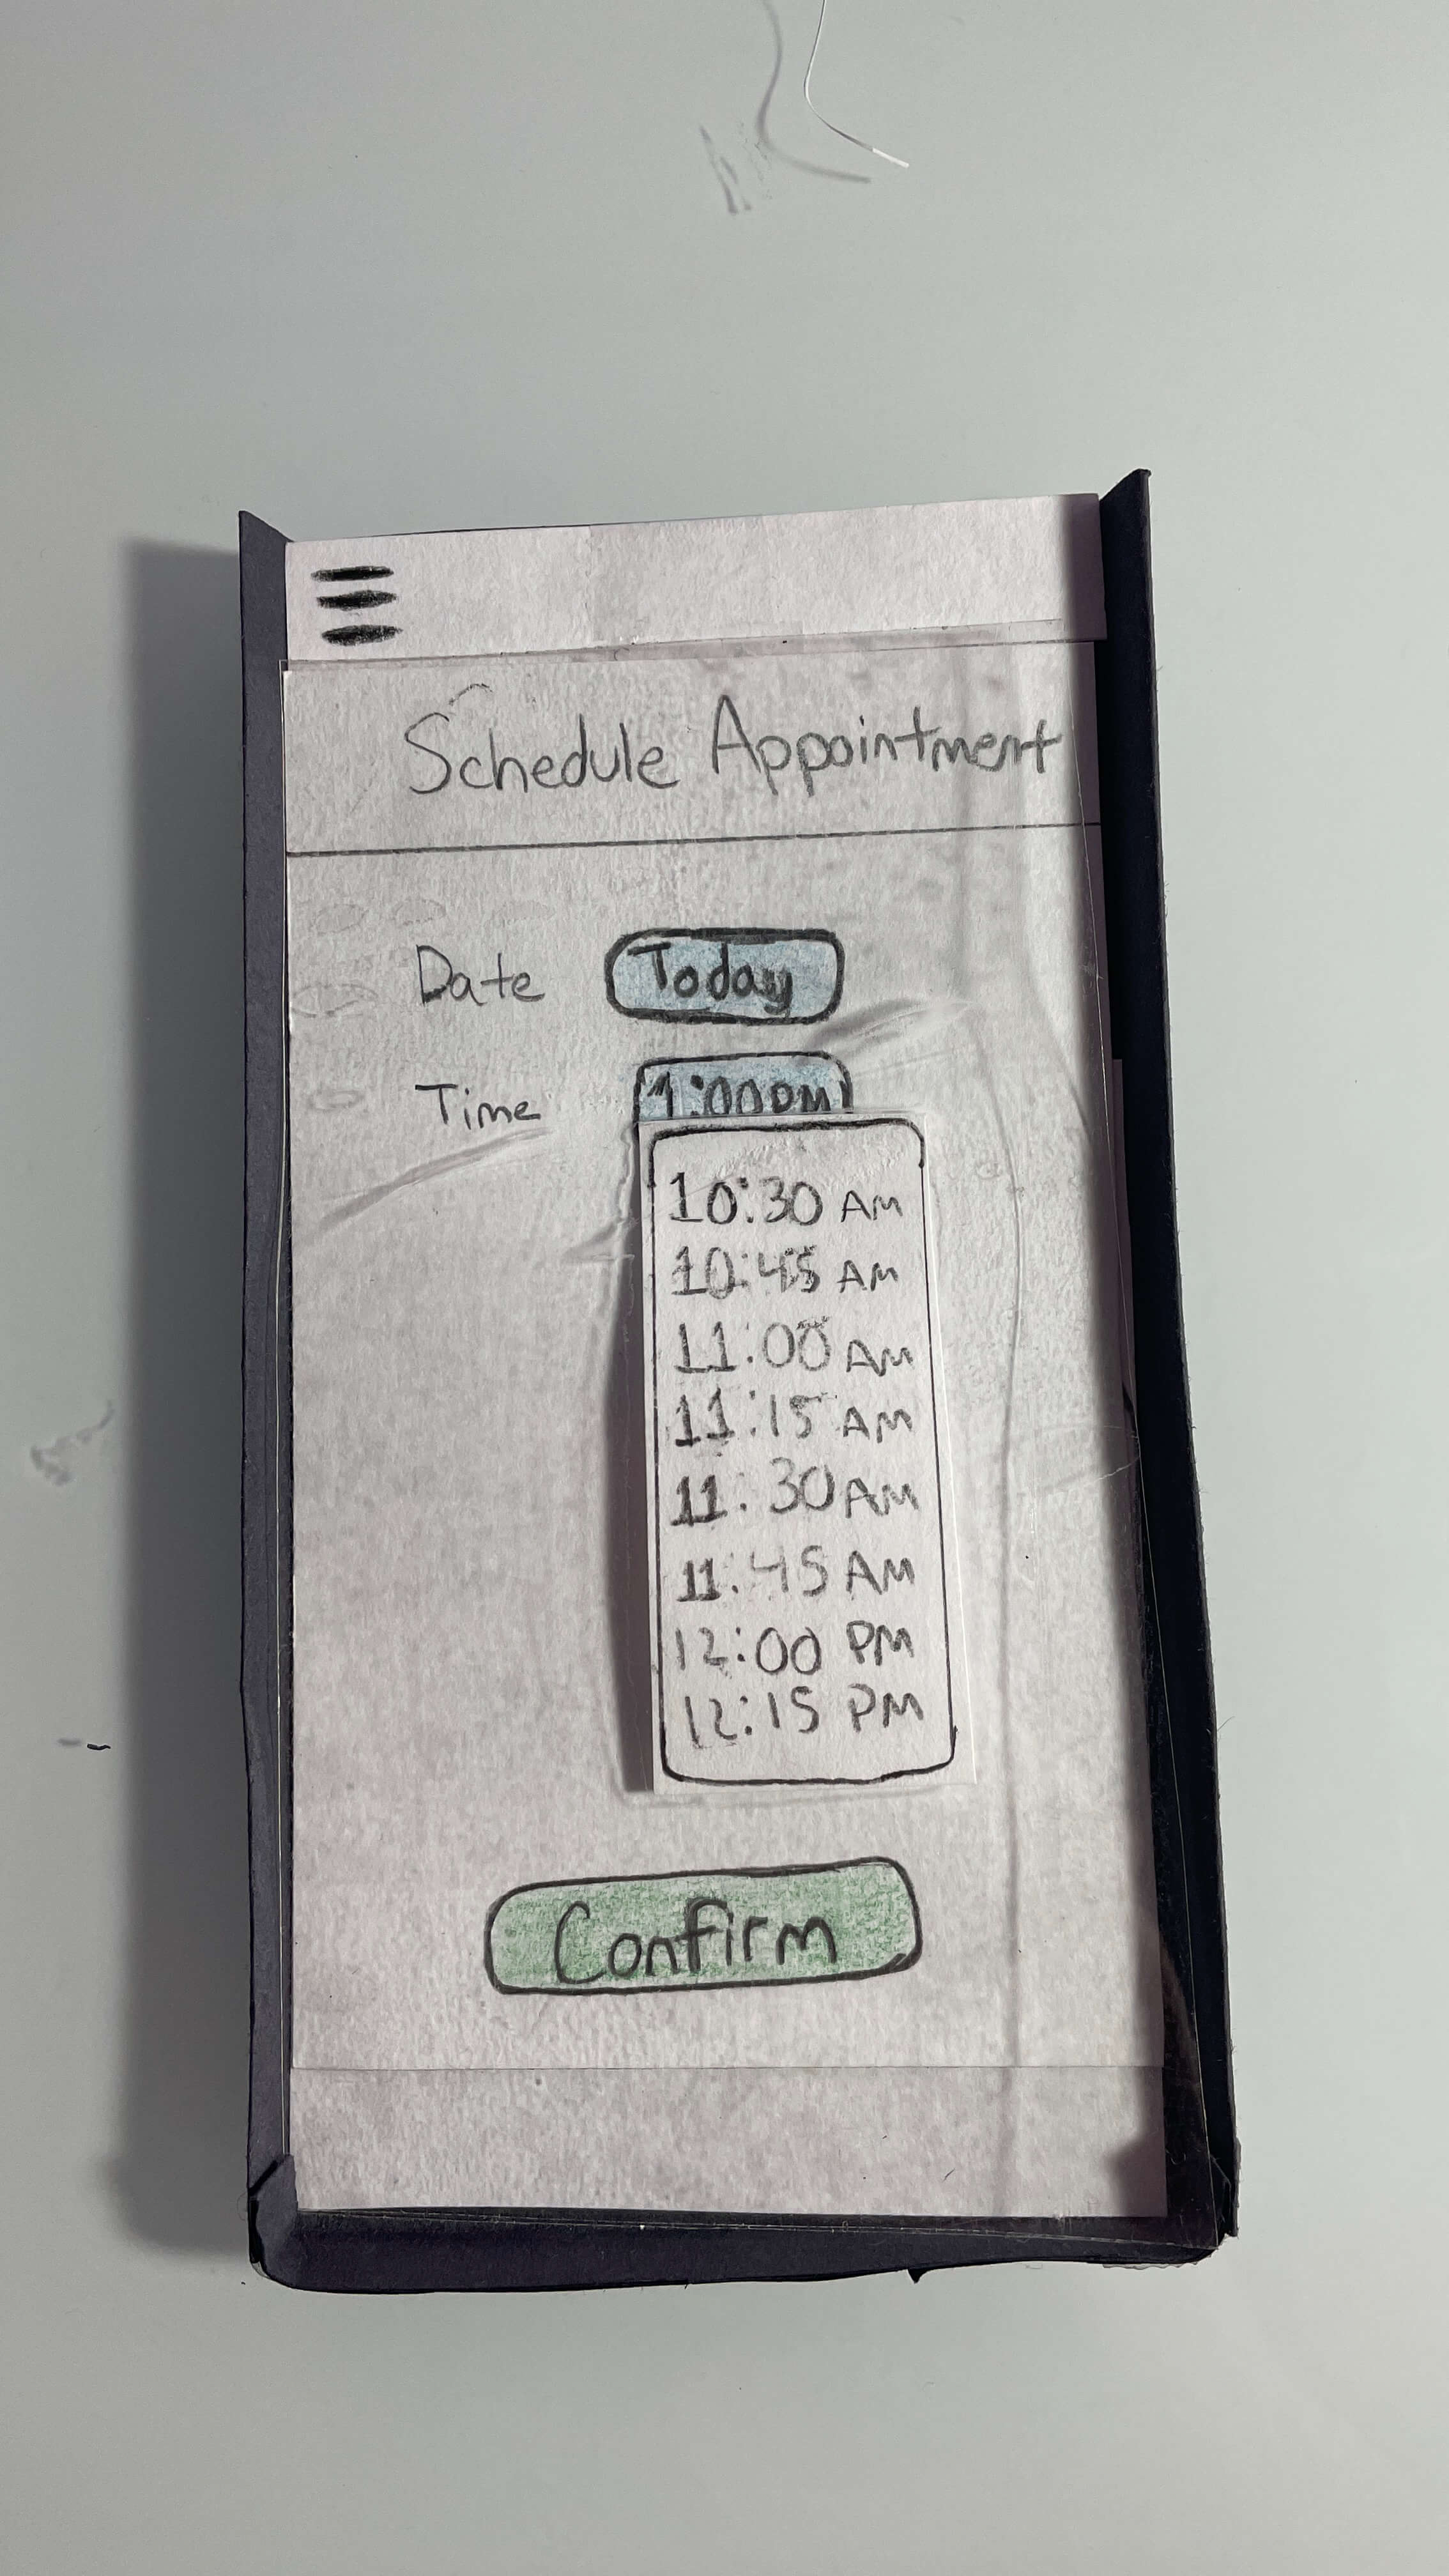 Schedule Appointment
Date Today
Time 1:00PM
10:30 AM
10:45 AM
11:00 AM
11:15 AM
11:30 AM
11:45 AM
12:00 PM
12:15 PM
Confirm